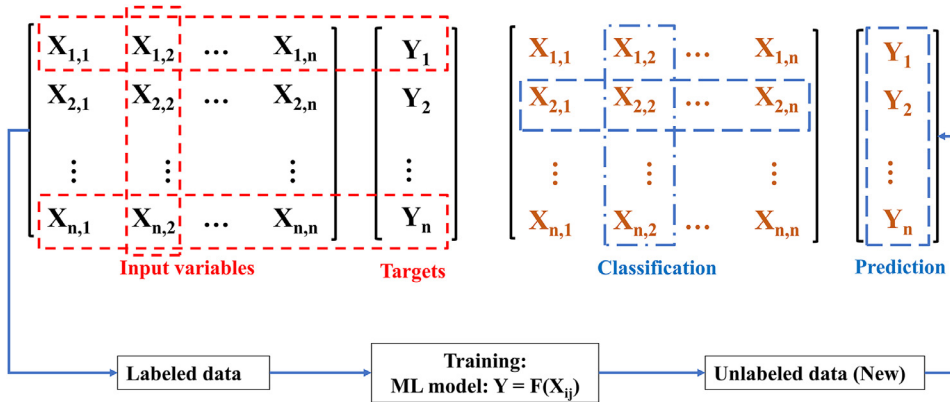 X1,1 X1,2 ... X1,n Y1
X2,1 X2,2 ... X2,n Y2
⋮ ⋮ ⋮ ⋮
Xn,1 Xn,2 ... Xn,n Yn
Input variables Targets
X1,1 X1,2 ... X1,n Y1
X2,1 X2,2 ... X2,n Y2
⋮ ⋮ ⋮ ⋮
Xn,1 Xn,2 ... Xn,n Yn
Classification Prediction
Labeled data
Training:
ML model: Y = F(Xij)
Unlabeled data (New)